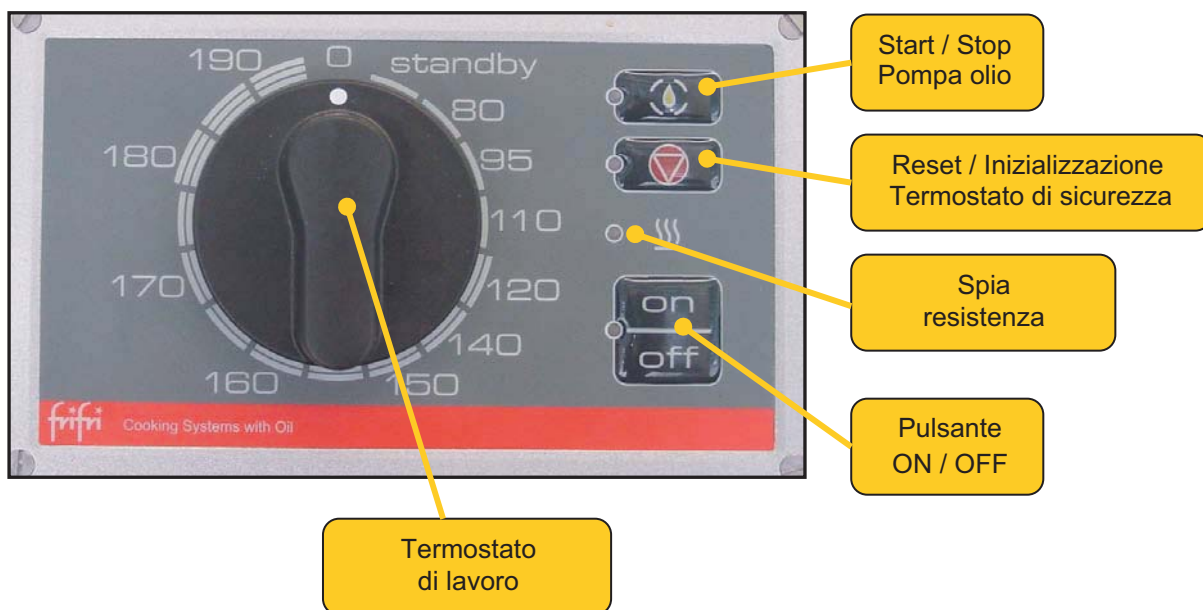 0
standby
80
95
110
120
140
150
160
170
180
190
on
off
frifri
Cooking Systems with Oil
Start / Stop
Pompa olio
Reset / Inizializzazione
Termostato di sicurezza
Spia
resistenza
Pulsante
ON / OFF
Termostato
di lavoro